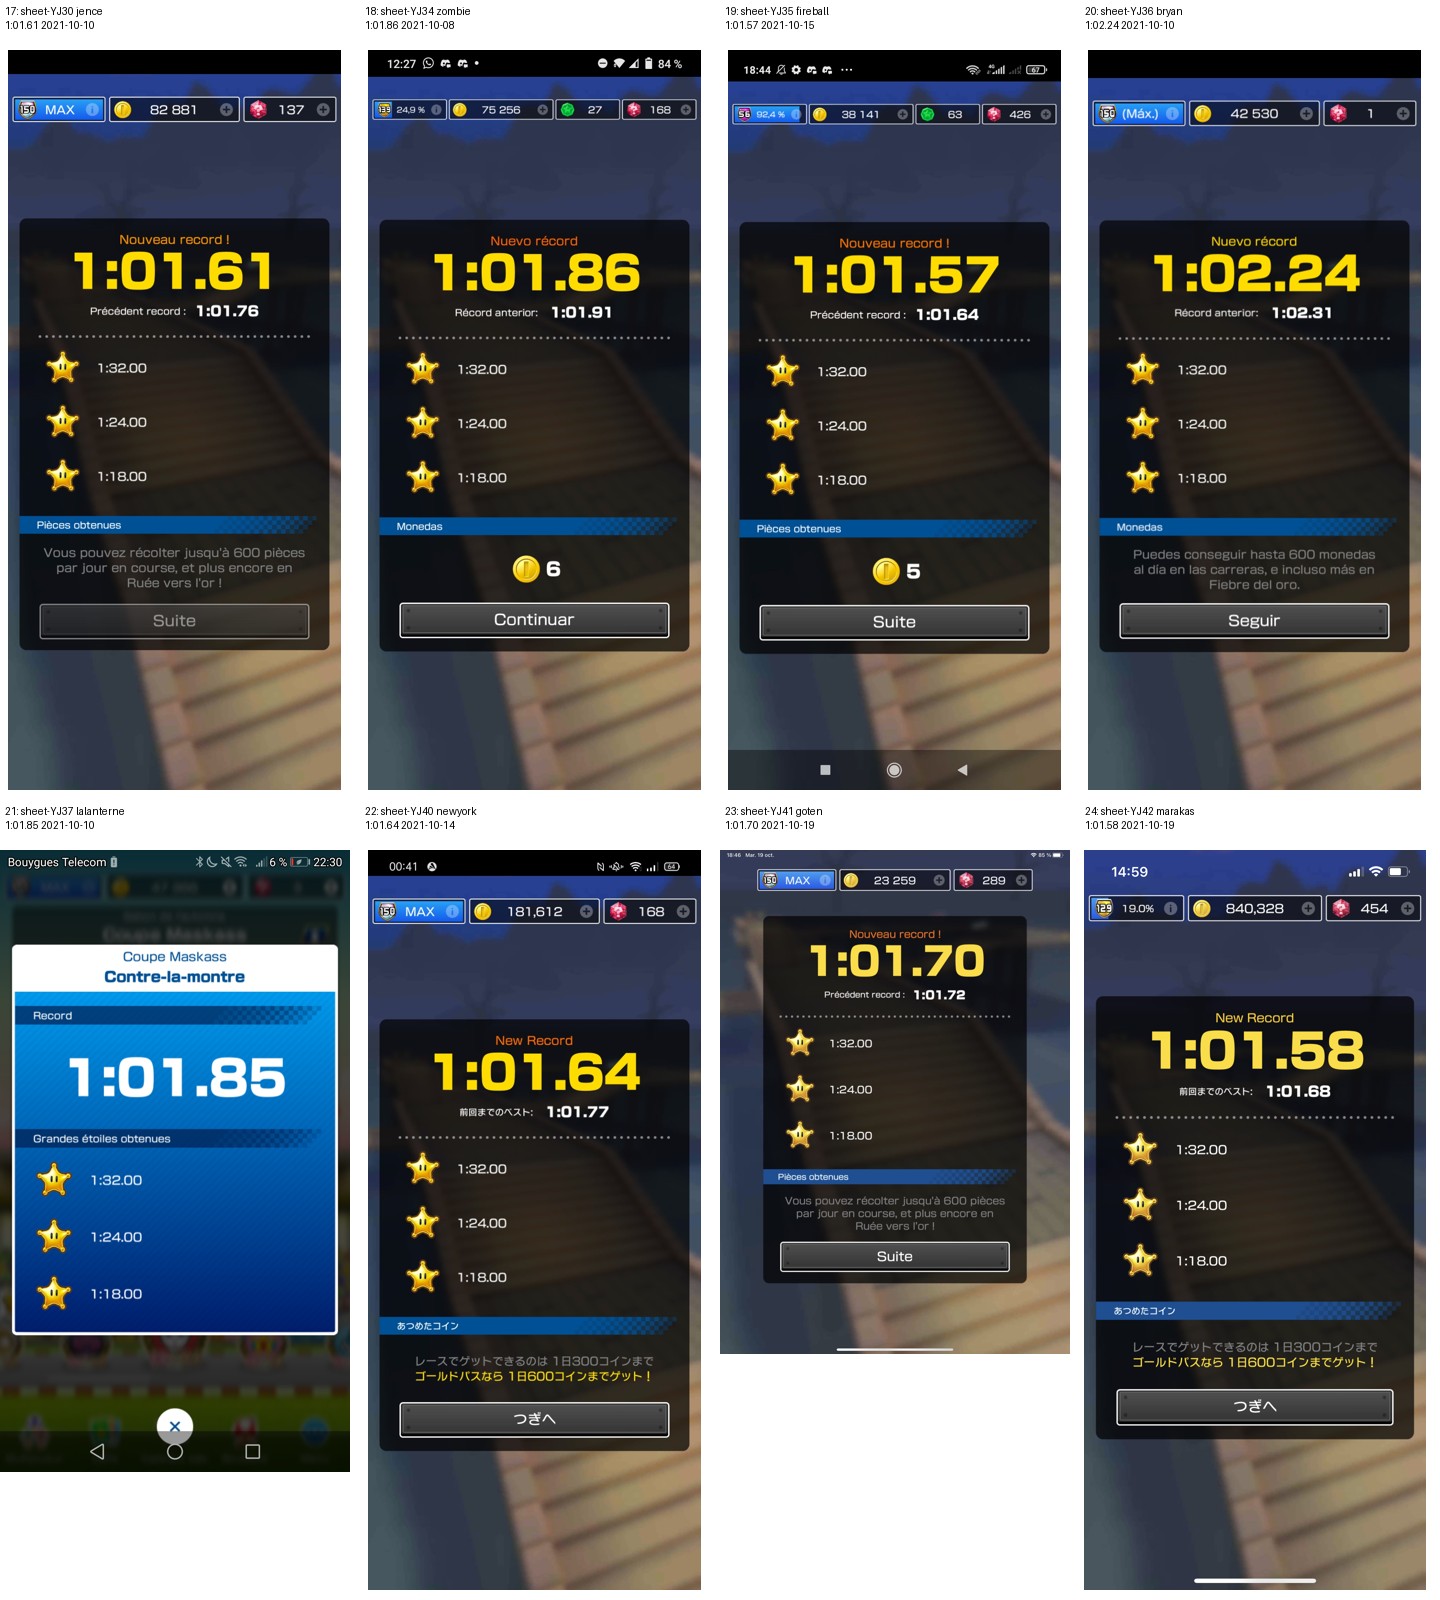 17: sheet-YJ30 jence
1:01.61 2021-10-10
150 MAX i 82 881 137
Nouveau record !
1:01.61
Précédent record : 1:01.76
1:32.00
1:24.00
1:18.00
Pièces obtenues
Vous pouvez récolter jusqu'à 600 pièces
par jour en course, et plus encore en
Ruée vers l'or !
Suite
18: sheet-YJ34 zombie
1:01.86 2021-10-08
12:27 84 %
133 24,9 % i 75 256 27 168
Nuevo récord
1:01.86
Récord anterior: 1:01.91
1:32.00
1:24.00
1:18.00
Monedas
6
Continuar
19: sheet-YJ35 fireball
1:01.57 2021-10-15
18:44 4G 67
56 92,4 % i 38 141 63 426
Nouveau record !
1:01.57
Précédent record : 1:01.64
1:32.00
1:24.00
1:18.00
Pièces obtenues
5
Suite
20: sheet-YJ36 bryan
1:02.24 2021-10-10
150 (Máx.) i 42 530 1
Nuevo récord
1:02.24
Récord anterior: 1:02.31
1:32.00
1:24.00
1:18.00
Monedas
Puedes conseguir hasta 600 monedas
al día en las carreras, e incluso más en
Fiebre del oro.
Seguir
21: sheet-YJ37 lalanterne
1:01.85 2021-10-10
Bouygues Telecom 6 % 22:30
Coupe Maskass
Coupe Maskass
Contre-la-montre
Record
1:01.85
Grandes étoiles obtenues
1:32.00
1:24.00
1:18.00
22: sheet-YJ40 newyork
1:01.64 2021-10-14
00:41 64
150 MAX i 181,612 168
New Record
1:01.64
前回までのベスト: 1:01.77
1:32.00
1:24.00
1:18.00
あつめたコイン
レースでゲットできるのは 1日300コインまで
ゴールドパスなら 1日600コインまでゲット!
つぎへ
23: sheet-YJ41 goten
1:01.70 2021-10-19
18:46 Mar. 19 oct. 85 %
150 MAX i 23 259 289
Nouveau record !
1:01.70
Précédent record : 1:01.72
1:32.00
1:24.00
1:18.00
Pièces obtenues
Vous pouvez récolter jusqu'à 600 pièces
par jour en course, et plus encore en
Ruée vers l'or !
Suite
24: sheet-YJ42 marakas
1:01.58 2021-10-19
14:59
129 19.0% i 840,328 454
New Record
1:01.58
前回までのベスト: 1:01.68
1:32.00
1:24.00
1:18.00
あつめたコイン
レースでゲットできるのは 1日300コインまで
ゴールドパスなら 1日600コインまでゲット!
つぎへ